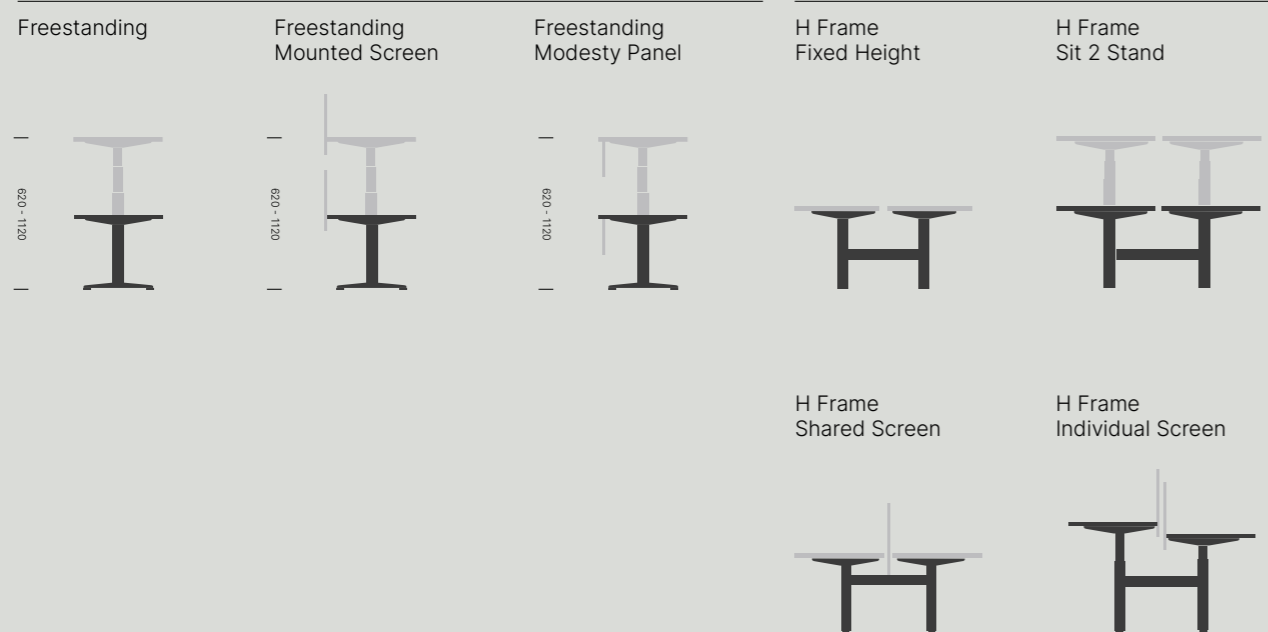 Freestanding
Freestanding
Mounted Screen
Freestanding
Modesty Panel
H Frame
Fixed Height
H Frame
Sit 2 Stand
620 - 1120
620 - 1120
620 - 1120
H Frame
Shared Screen
H Frame
Individual Screen